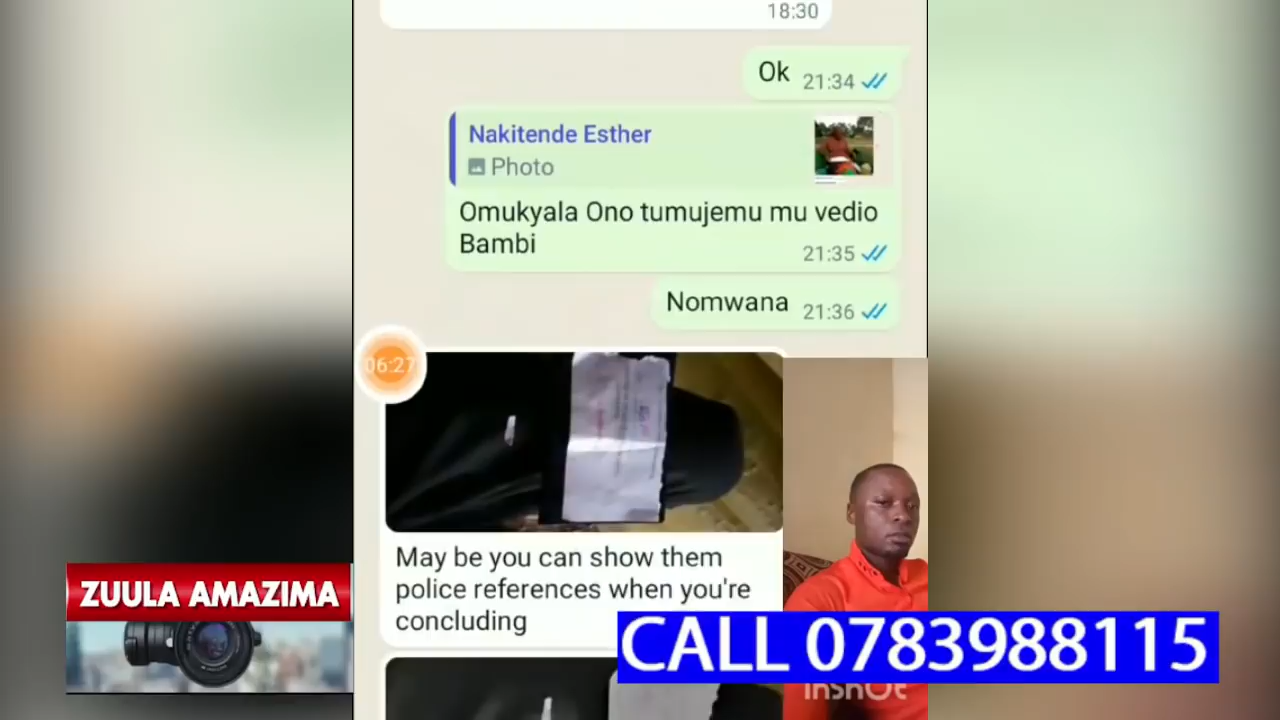 18:30
Ok 21:34
Nakitende Esther
Photo
Omukyala Ono tumujemu mu vedio
Bambi 21:35
Nomwana 21:36
06:27
May be you can show them
police references when you're
concluding
ZUULA AMAZIMA
CALL 0783988115
InShOt